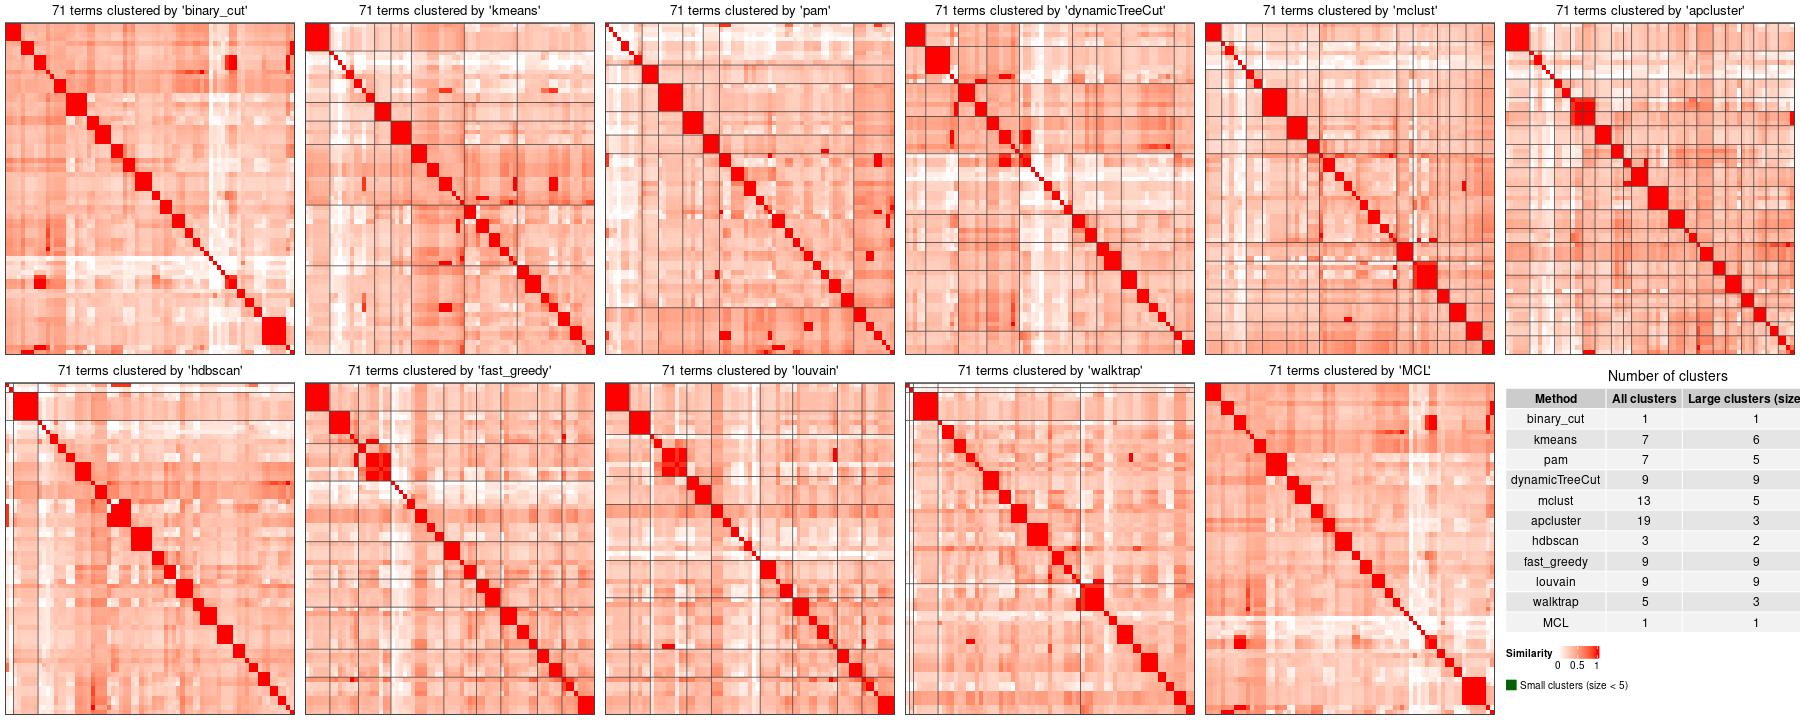 71 terms clustered by 'binary_cut'
71 terms clustered by 'kmeans'
71 terms clustered by 'pam'
71 terms clustered by 'dynamicTreeCut'
71 terms clustered by 'mclust'
71 terms clustered by 'apcluster'
71 terms clustered by 'hdbscan'
71 terms clustered by 'fast_greedy'
71 terms clustered by 'louvain'
71 terms clustered by 'walktrap'
71 terms clustered by 'MCL'
Number of clusters
Method All clusters Large clusters (size
binary_cut 1 1
kmeans 7 6
pam 7 5
dynamicTreeCut 9 9
mclust 13 5
apcluster 19 3
hdbscan 3 2
fast_greedy 9 9
louvain 9 9
walktrap 5 3
MCL 1 1
Similarity
0 0.5 1
Small clusters (size < 5)